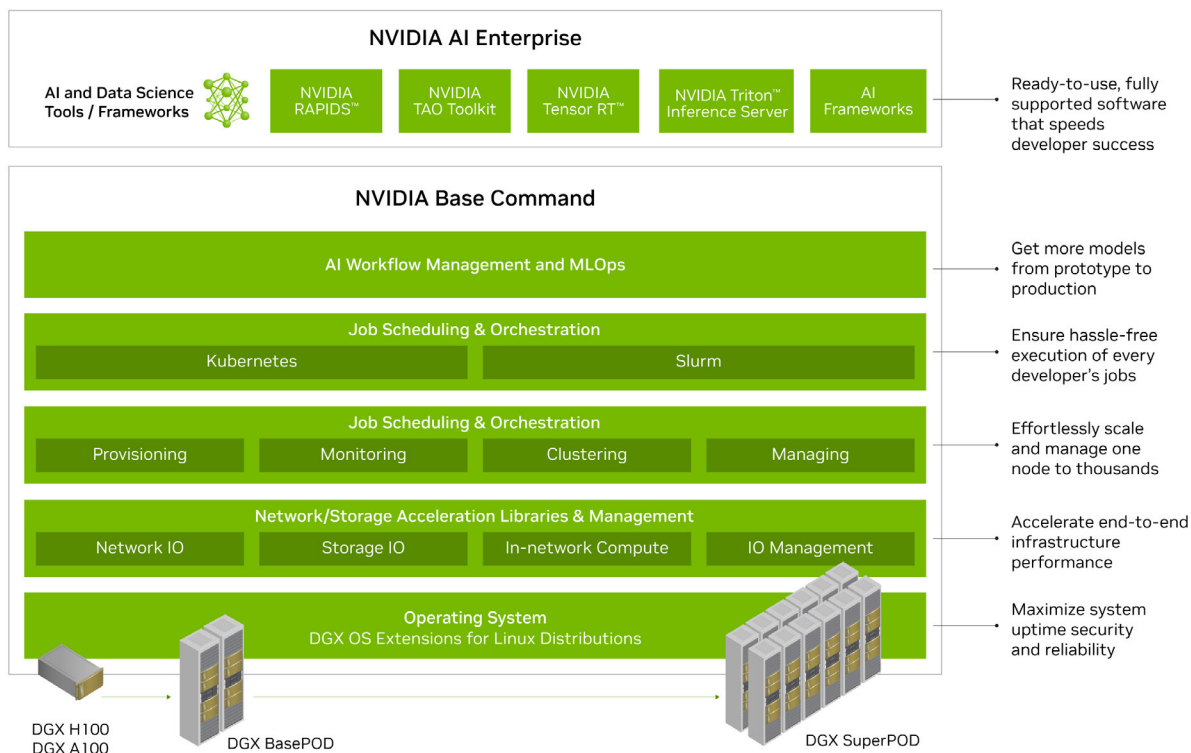 NVIDIA AI Enterprise
AI and Data Science
Tools / Frameworks
NVIDIA
RAPIDS™
NVIDIA
TAO Toolkit
NVIDIA
Tensor RT™
NVIDIA Triton™
Inference Server
AI
Frameworks
Ready-to-use, fully
supported software
that speeds
developer success
NVIDIA Base Command
AI Workflow Management and MLOps
Get more models
from prototype to
production
Job Scheduling & Orchestration
Kubernetes
Slurm
Ensure hassle-free
execution of every
developer’s jobs
Job Scheduling & Orchestration
Provisioning
Monitoring
Clustering
Managing
Effortlessly scale
and manage one
node to thousands
Network/Storage Acceleration Libraries & Management
Network IO
Storage IO
In-network Compute
IO Management
Accelerate end-to-end
infrastructure
performance
Operating System
DGX OS Extensions for Linux Distributions
Maximize system
uptime security
and reliability
DGX H100
DGX A100
DGX BasePOD
DGX SuperPOD